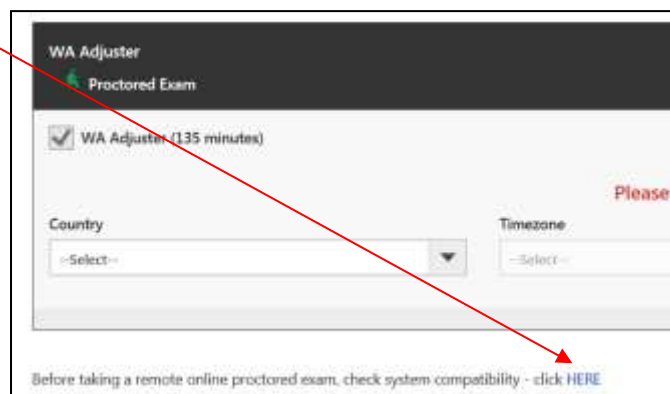 WA Adjuster
Proctored Exam
WA Adjuster (135 minutes)
Please
Country
Timezone
--Select--
--Select--
Before taking a remote online proctored exam, check system compatibility - click HERE